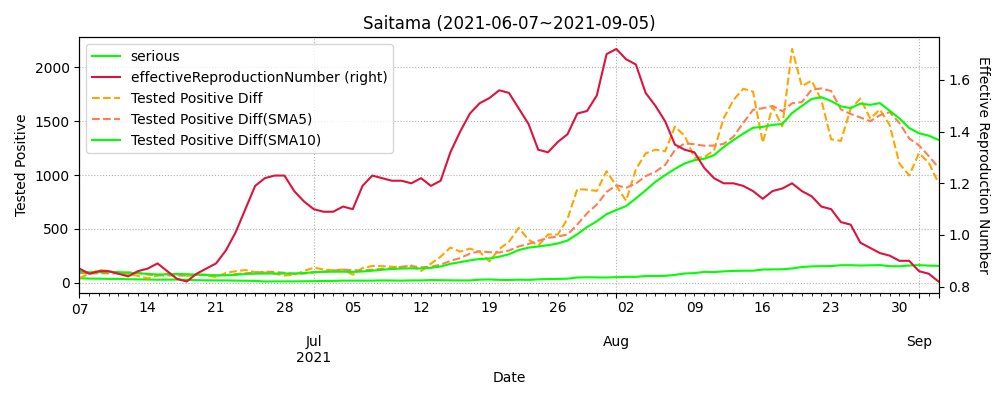 Saitama (2021-06-07~2021-09-05)
serious
effectiveReproductionNumber (right)
Tested Positive Diff
Tested Positive Diff(SMA5)
Tested Positive Diff(SMA10)
Tested Positive
2000
1500
1000
500
0
Effective Reproduction Number
1.6
1.4
1.2
1.0
0.8
07 14 21 28 05 12 19 26 02 09 16 23 30
Jul Aug Sep
2021
Date